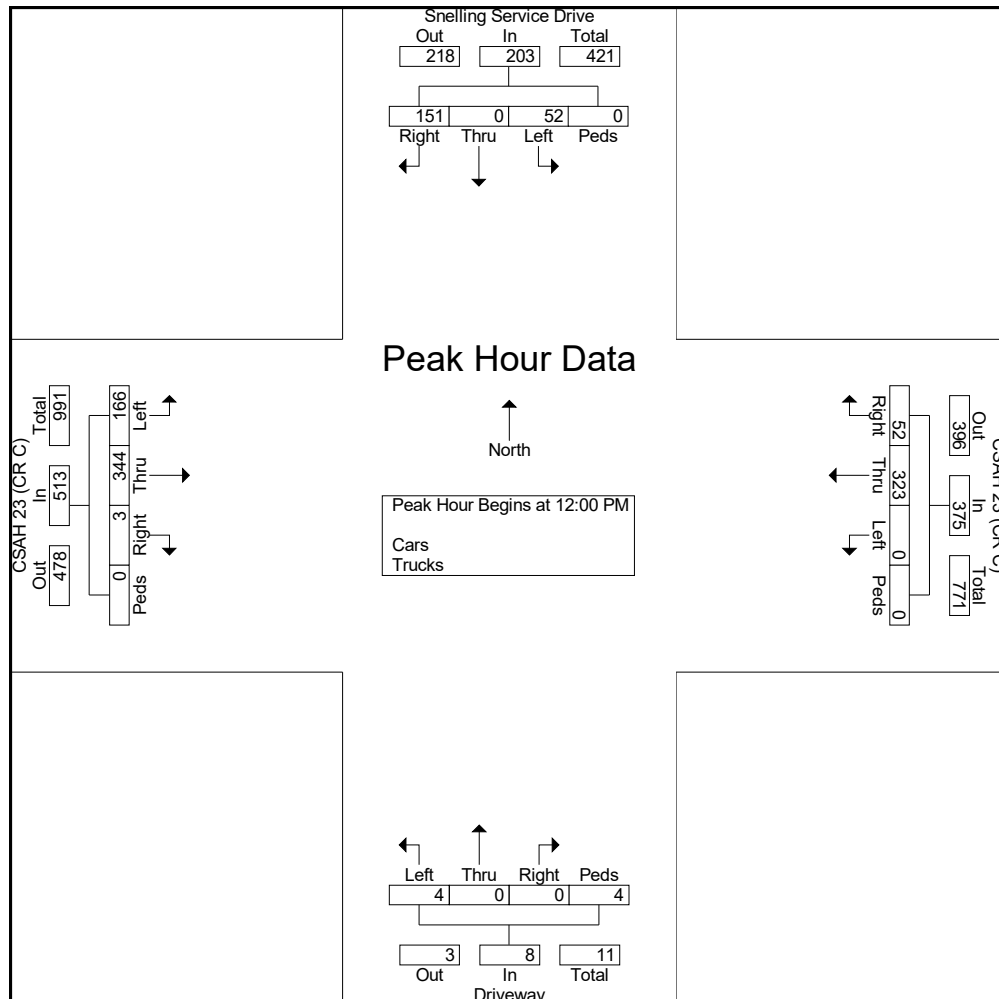 Snelling Service Drive
Out In Total
218 203 421
151 0 52 0
Right Thru Left Peds
Peak Hour Data
North
Peak Hour Begins at 12:00 PM
Cars
Trucks
CSAH 23 (CR C)
Total In Out
991 513 478
166 344 3 0
Left Thru Right Peds
CSAH 23 (CR C)
Out In Total
396 375 771
52 323 0 0
Right Thru Left Peds
Left Thru Right Peds
4 0 0 4
3 8 11
Out In Total
Driveway